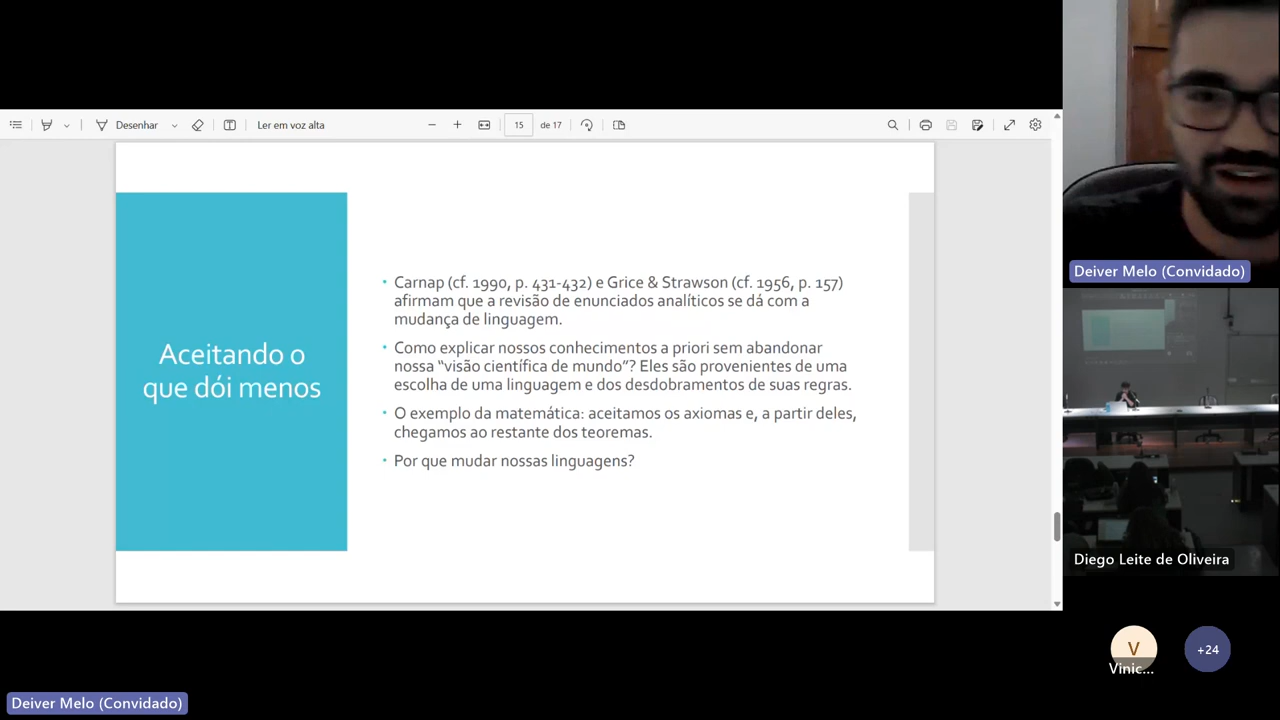 Desenhar
Ler em voz alta
15
de 17
Aceitando o
que dói menos
• Carnap (cf. 1990, p. 431-432) e Grice & Strawson (cf. 1956, p. 157)
afirmam que a revisão de enunciados analíticos se dá com a
mudança de linguagem.
• Como explicar nossos conhecimentos a priori sem abandonar
nossa “visão científica de mundo”? Eles são provenientes de uma
escolha de uma linguagem e dos desdobramentos de suas regras.
• O exemplo da matemática: aceitamos os axiomas e, a partir deles,
chegamos ao restante dos teoremas.
• Por que mudar nossas linguagens?
Deiver Melo (Convidado)
Diego Leite de Oliveira
V
Vinic...
+24
Deiver Melo (Convidado)